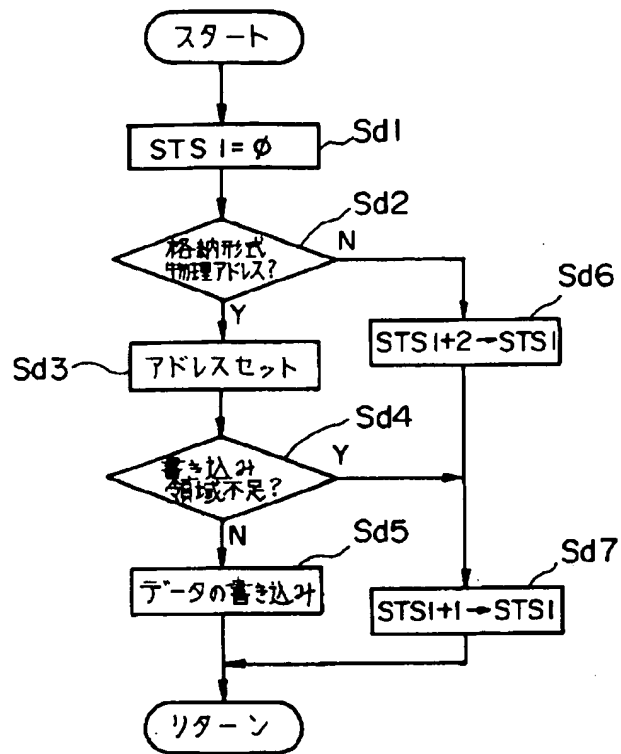 スタート
Sd1
STS1=φ
Sd2
格納形式
物理アドレス?
N
Y
Sd6
STS1+2→STS1
Sd3
アドレスセット
Sd4
書き込み
領域不足?
Y
N
Sd5
データの書き込み
Sd7
STS1+1→STS1
リターン